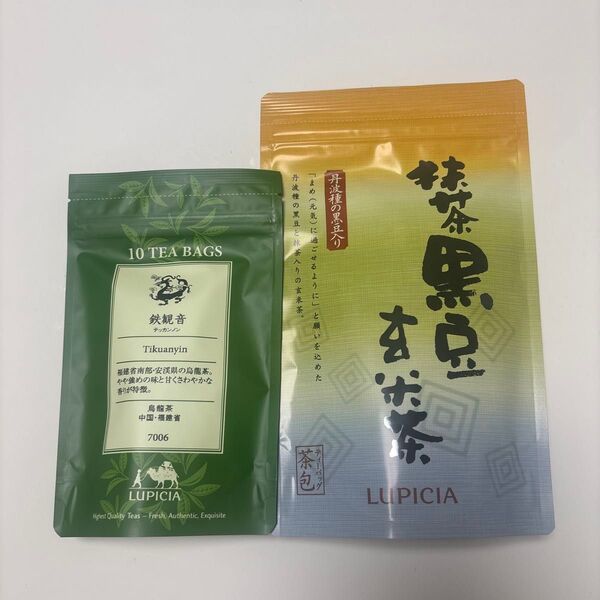 10 TEA BAGS
鉄観音
テッカンノン
Tikuanyin
福建省南部・安渓県の烏龍茶。
やや強めの味と甘くさわやかな
香りが特徴。
烏龍茶
中国・福建省
7006
LUPICIA
Highest Quality Teas – Fresh, Authentic, Exquisite
抹茶黒豆玄米茶
丹波種の黒豆入り
「まめ(元気)に過ごせるように」と願いを込めた
丹波種の黒豆と抹茶入りの玄米茶。
ティーバッグ
茶包
LUPICIA